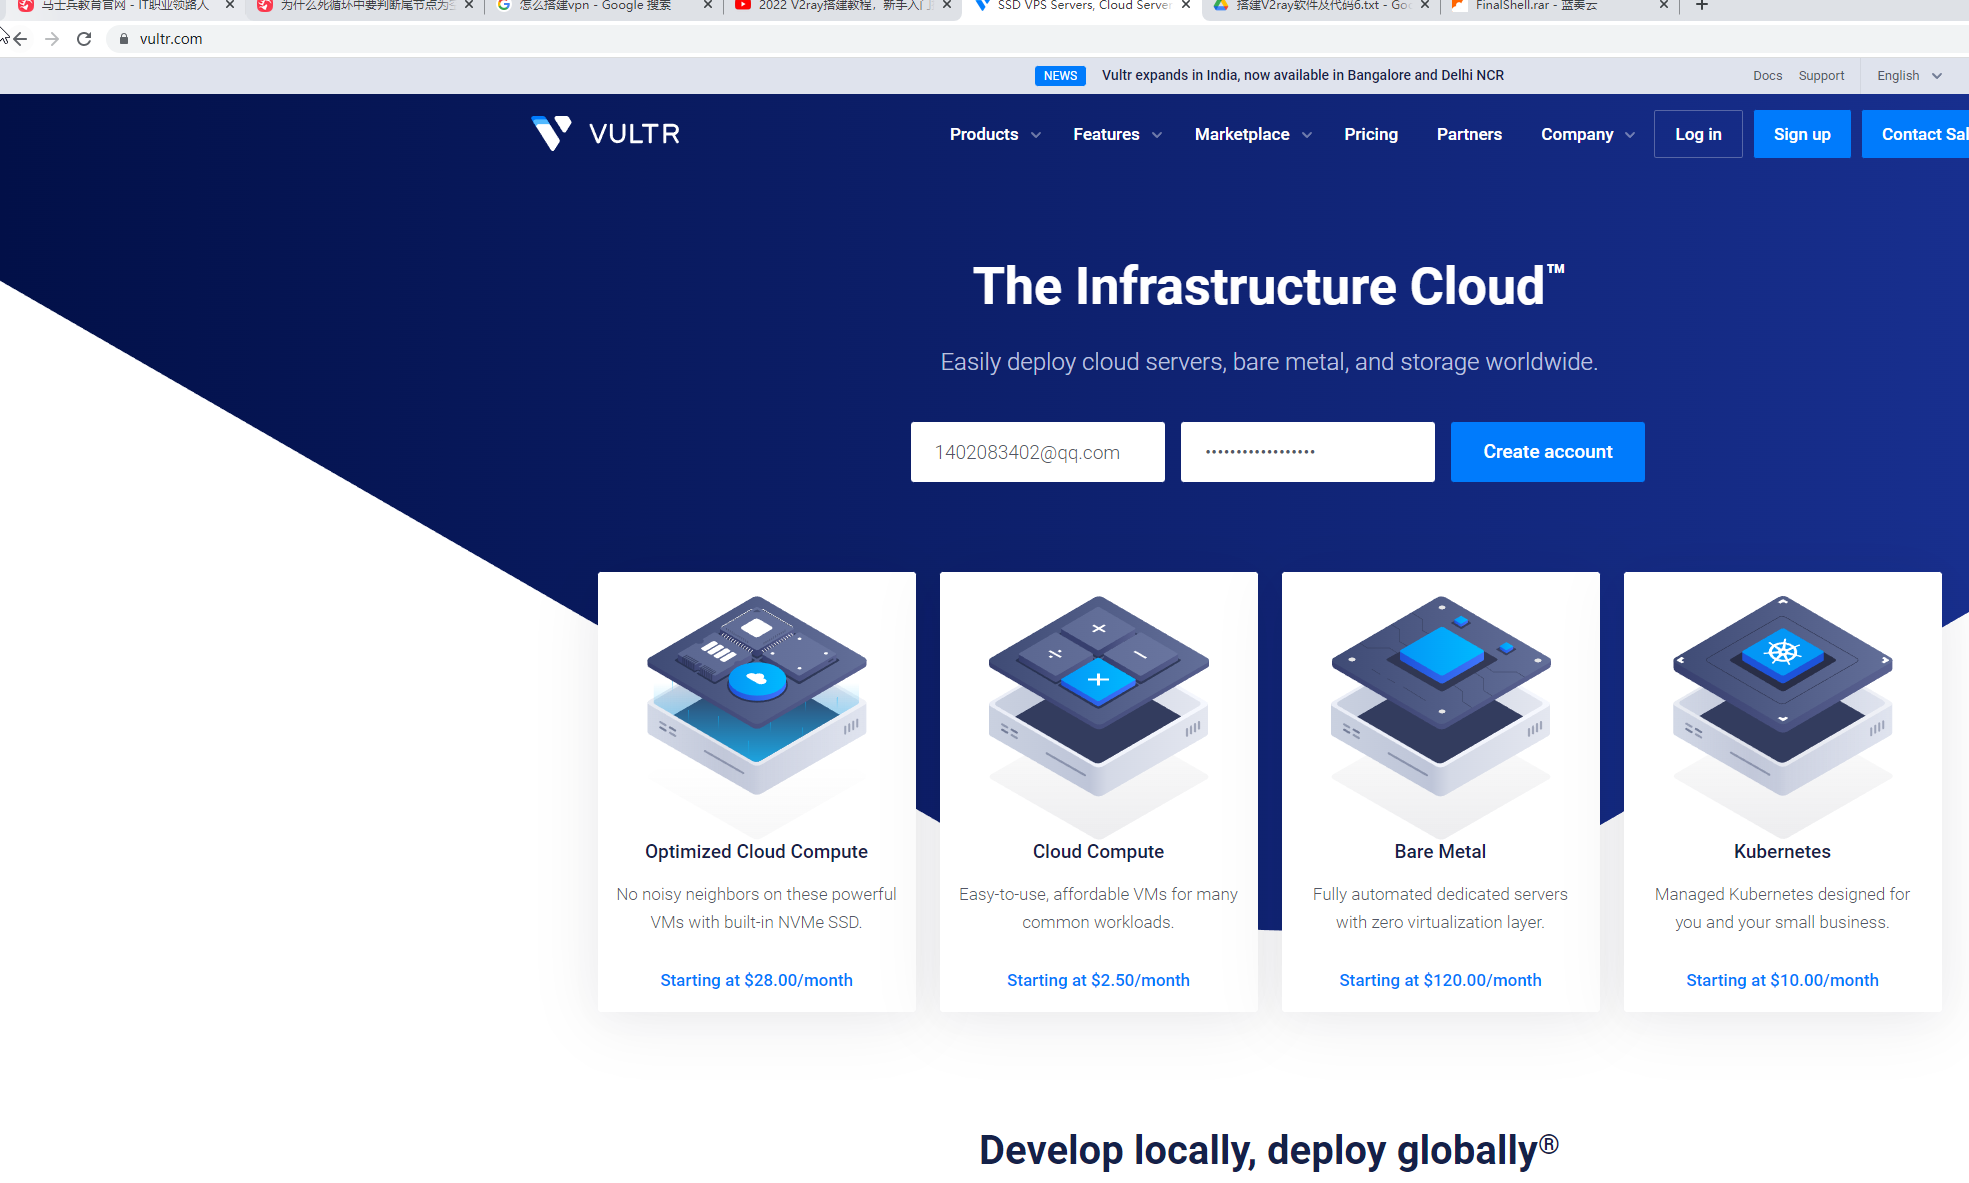 马士兵教育官网 - IT职业领路人
为什么死循环中要判断尾节点为
怎么搭建vpn - Google 搜索
2022 V2ray搭建教程，新手入门
SSD VPS Servers, Cloud Server
搭建V2ray软件及代码6.txt - Goo
FinalShell.rar - 蓝奏云
vultr.com
NEWS Vultr expands in India, now available in Bangalore and Delhi NCR
Docs Support English
VULTR
Products Features Marketplace Pricing Partners Company Log in Sign up Contact Sal
The Infrastructure Cloud™
Easily deploy cloud servers, bare metal, and storage worldwide.
1402083402@qq.com
Create account
Optimized Cloud Compute
No noisy neighbors on these powerful
VMs with built-in NVMe SSD.
Starting at $28.00/month
Cloud Compute
Easy-to-use, affordable VMs for many
common workloads.
Starting at $2.50/month
Bare Metal
Fully automated dedicated servers
with zero virtualization layer.
Starting at $120.00/month
Kubernetes
Managed Kubernetes designed for
you and your small business.
Starting at $10.00/month
Develop locally, deploy globally®